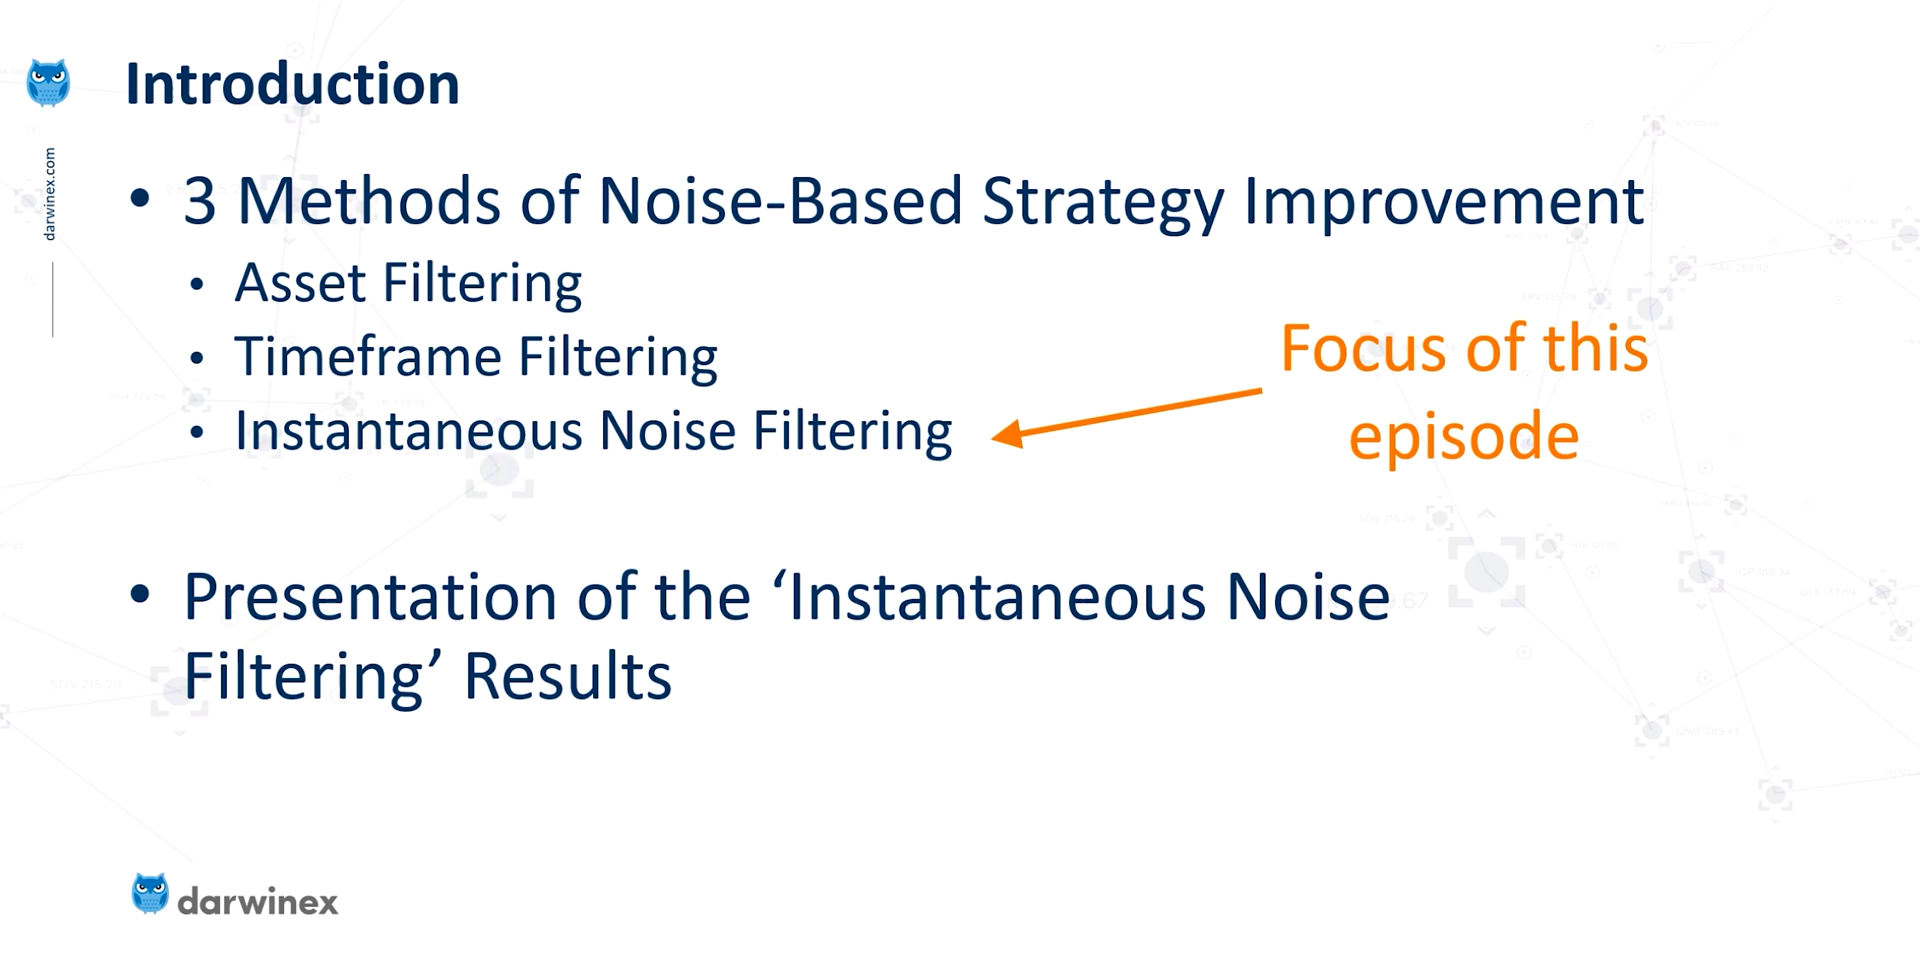 Introduction
darwinex.com
• 3 Methods of Noise-Based Strategy Improvement
• Asset Filtering
• Timeframe Filtering
• Instantaneous Noise Filtering
Focus of this
episode
• Presentation of the ‘Instantaneous Noise
Filtering’ Results
darwinex